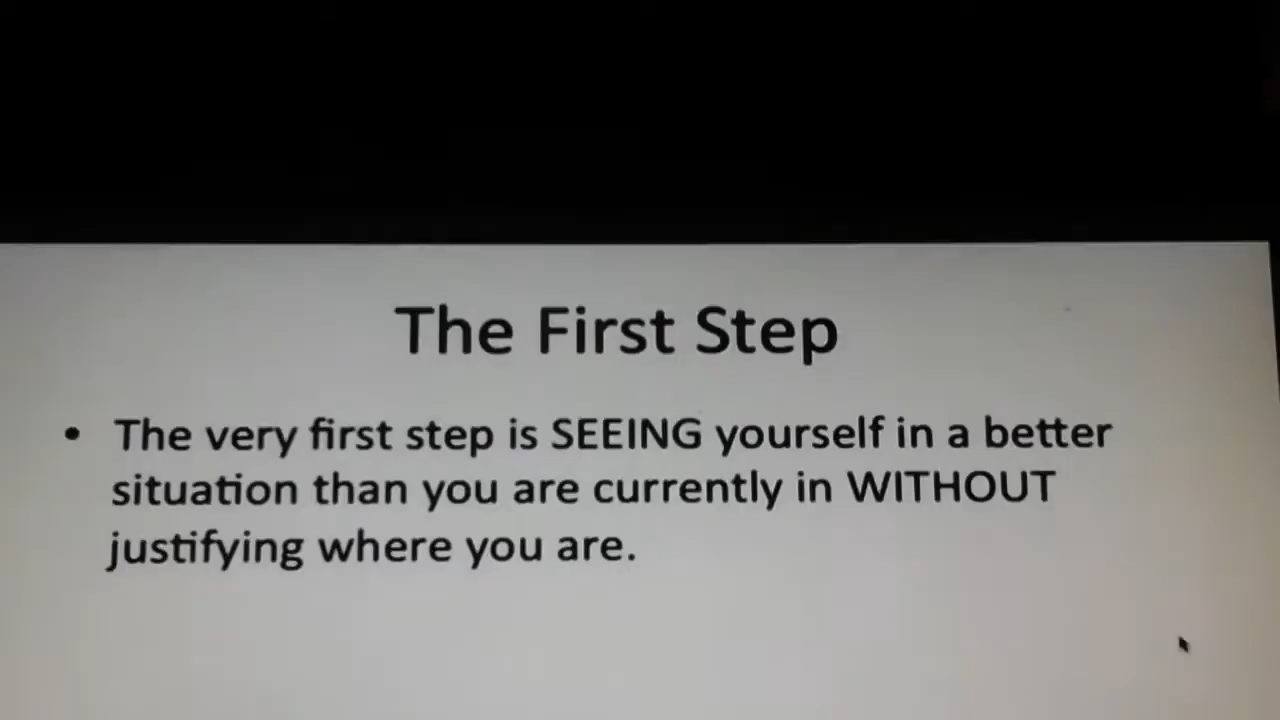 The First Step
• The very first step is SEEING yourself in a better
situation than you are currently in WITHOUT
justifying where you are.